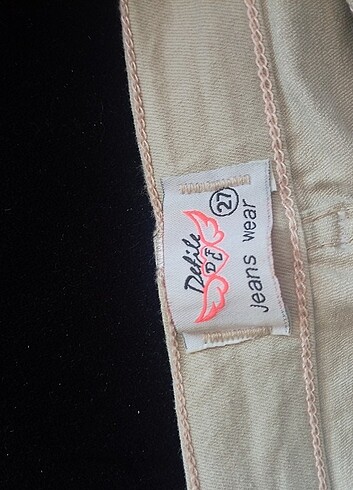 27
Defile
DF
jeans wear